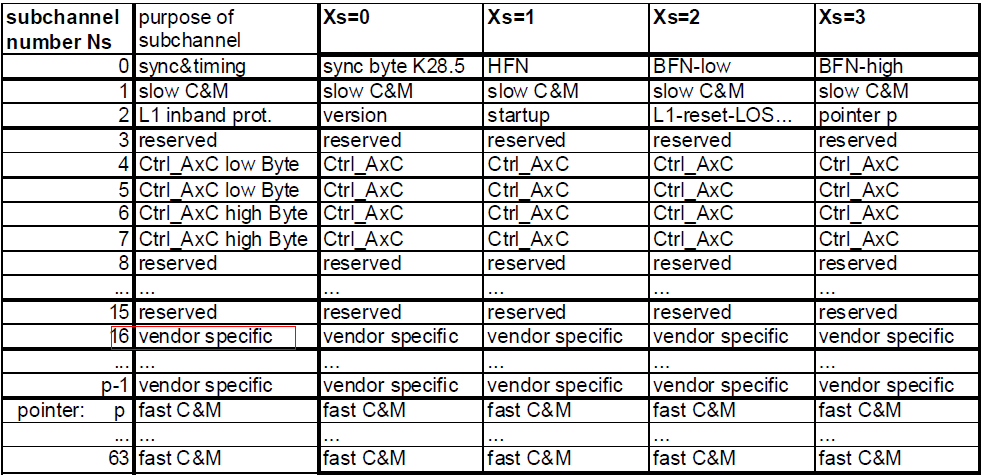 subchannel number Ns purpose of subchannel Xs=0 Xs=1 Xs=2 Xs=3
0 sync&timing sync byte K28.5 HFN BFN-low BFN-high
1 slow C&M slow C&M slow C&M slow C&M slow C&M
2 L1 inband prot. version startup L1-reset-LOS... pointer p
3 reserved reserved reserved reserved reserved
4 Ctrl_AxC low Byte Ctrl_AxC Ctrl_AxC Ctrl_AxC Ctrl_AxC
5 Ctrl_AxC low Byte Ctrl_AxC Ctrl_AxC Ctrl_AxC Ctrl_AxC
6 Ctrl_AxC high Byte Ctrl_AxC Ctrl_AxC Ctrl_AxC Ctrl_AxC
7 Ctrl_AxC high Byte Ctrl_AxC Ctrl_AxC Ctrl_AxC Ctrl_AxC
8 reserved reserved reserved reserved reserved
... ... ... ... ... ...
15 reserved reserved reserved reserved reserved
16 vendor specific vendor specific vendor specific vendor specific vendor specific
... ... ... ... ... ...
p-1 vendor specific vendor specific vendor specific vendor specific vendor specific
pointer: p fast C&M fast C&M fast C&M fast C&M fast C&M
... ... ... ... ... ...
63 fast C&M fast C&M fast C&M fast C&M fast C&M